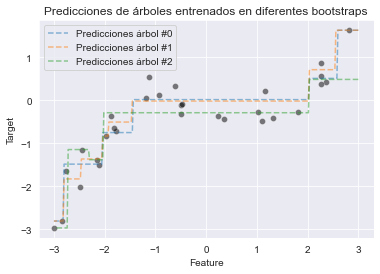 Predicciones de árboles entrenados en diferentes bootstraps
Predicciones árbol #0
Predicciones árbol #1
Predicciones árbol #2
Target
1
0
−1
−2
−3
−3
−2
−1
0
1
2
3
Feature